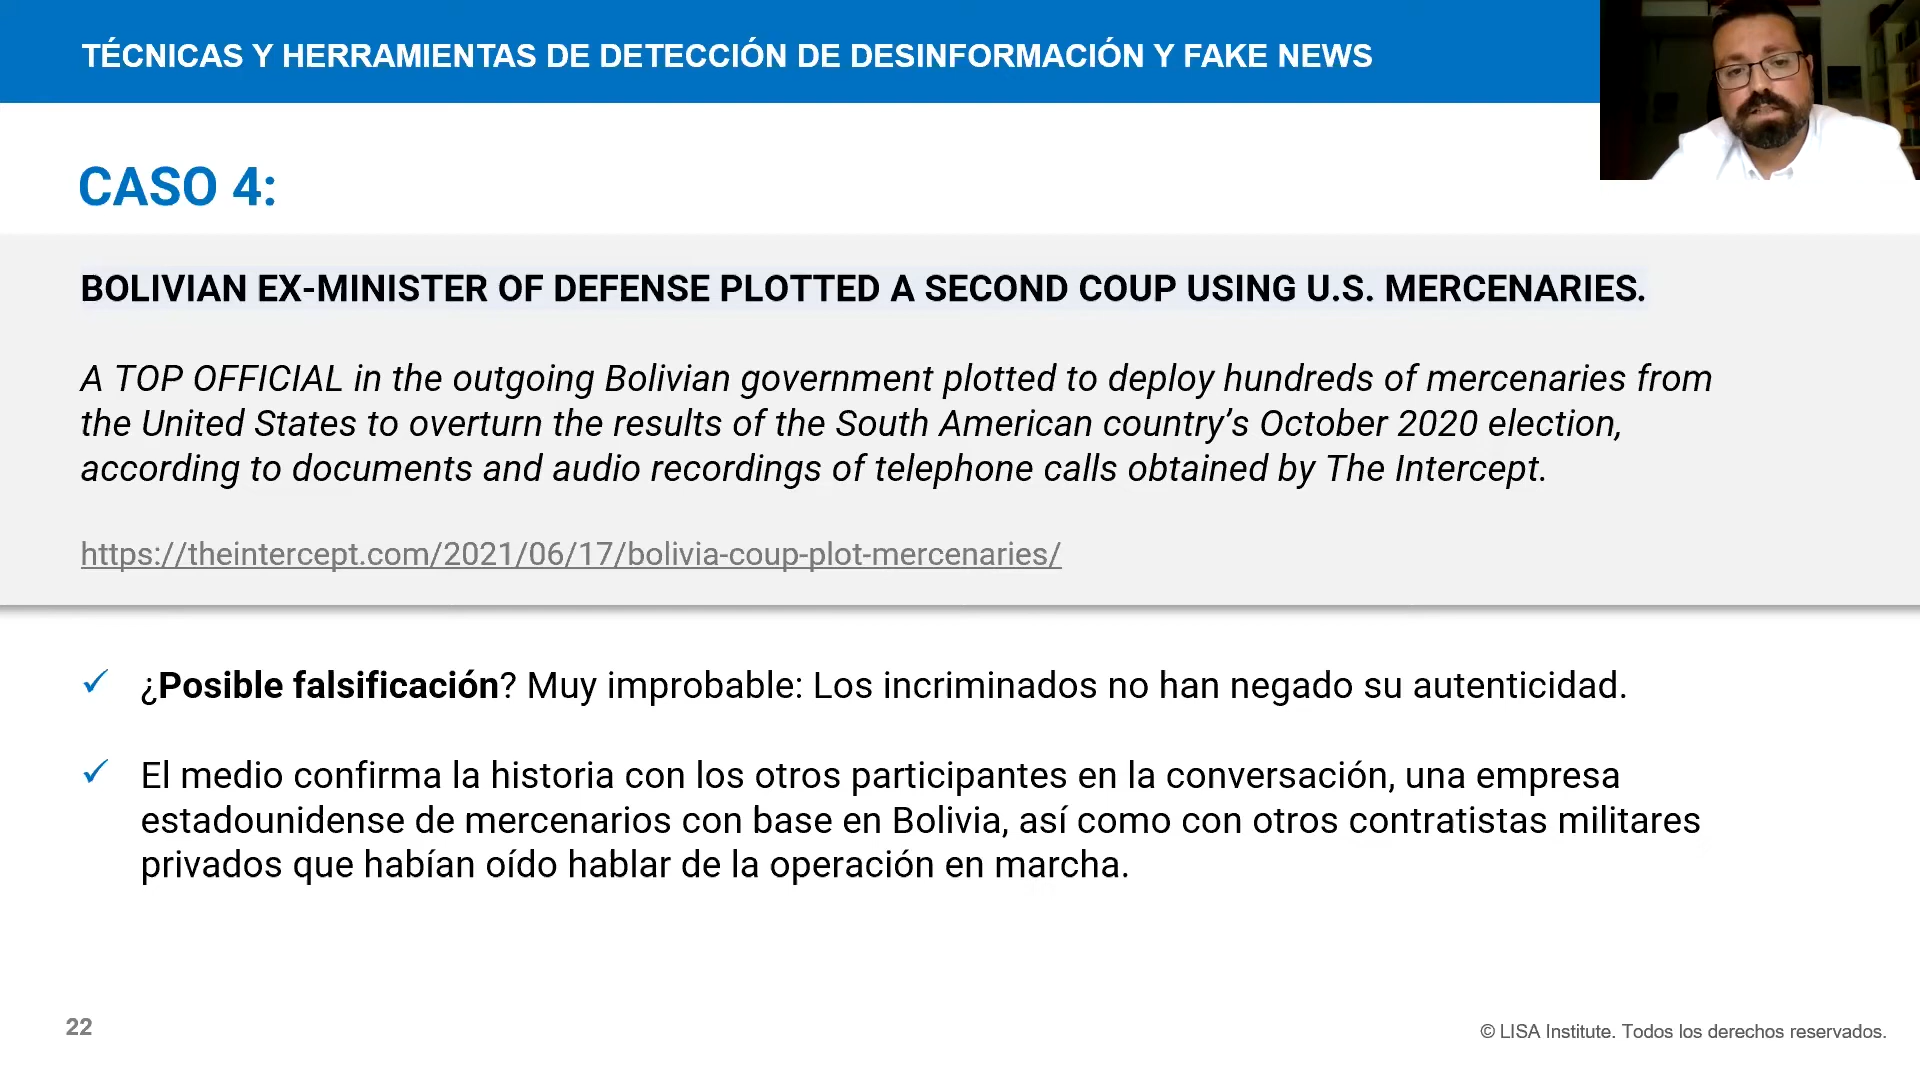 TÉCNICAS Y HERRAMIENTAS DE DETECCIÓN DE DESINFORMACIÓN Y FAKE NEWS
CASO 4:
BOLIVIAN EX-MINISTER OF DEFENSE PLOTTED A SECOND COUP USING U.S. MERCENARIES.
A TOP OFFICIAL in the outgoing Bolivian government plotted to deploy hundreds of mercenaries from
the United States to overturn the results of the South American country’s October 2020 election,
according to documents and audio recordings of telephone calls obtained by The Intercept.
https://theintercept.com/2021/06/17/bolivia-coup-plot-mercenaries/
✓ ¿Posible falsificación? Muy improbable: Los incriminados no han negado su autenticidad.
✓ El medio confirma la historia con los otros participantes en la conversación, una empresa
estadounidense de mercenarios con base en Bolivia, así como con otros contratistas militares
privados que habían oído hablar de la operación en marcha.
22
© LISA Institute. Todos los derechos reservados.